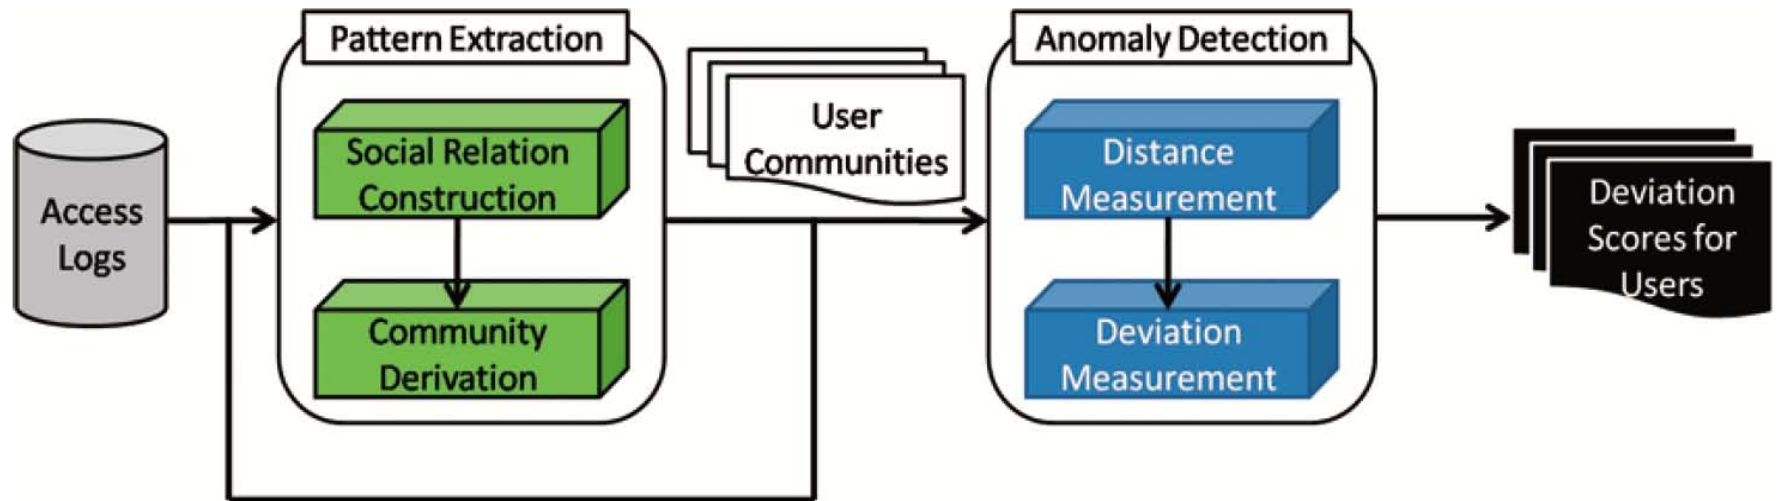 Pattern Extraction
Anomaly Detection
Access
Logs
Social Relation
Construction
Community
Derivation
User
Communities
Distance
Measurement
Deviation
Measurement
Deviation
Scores for
Users